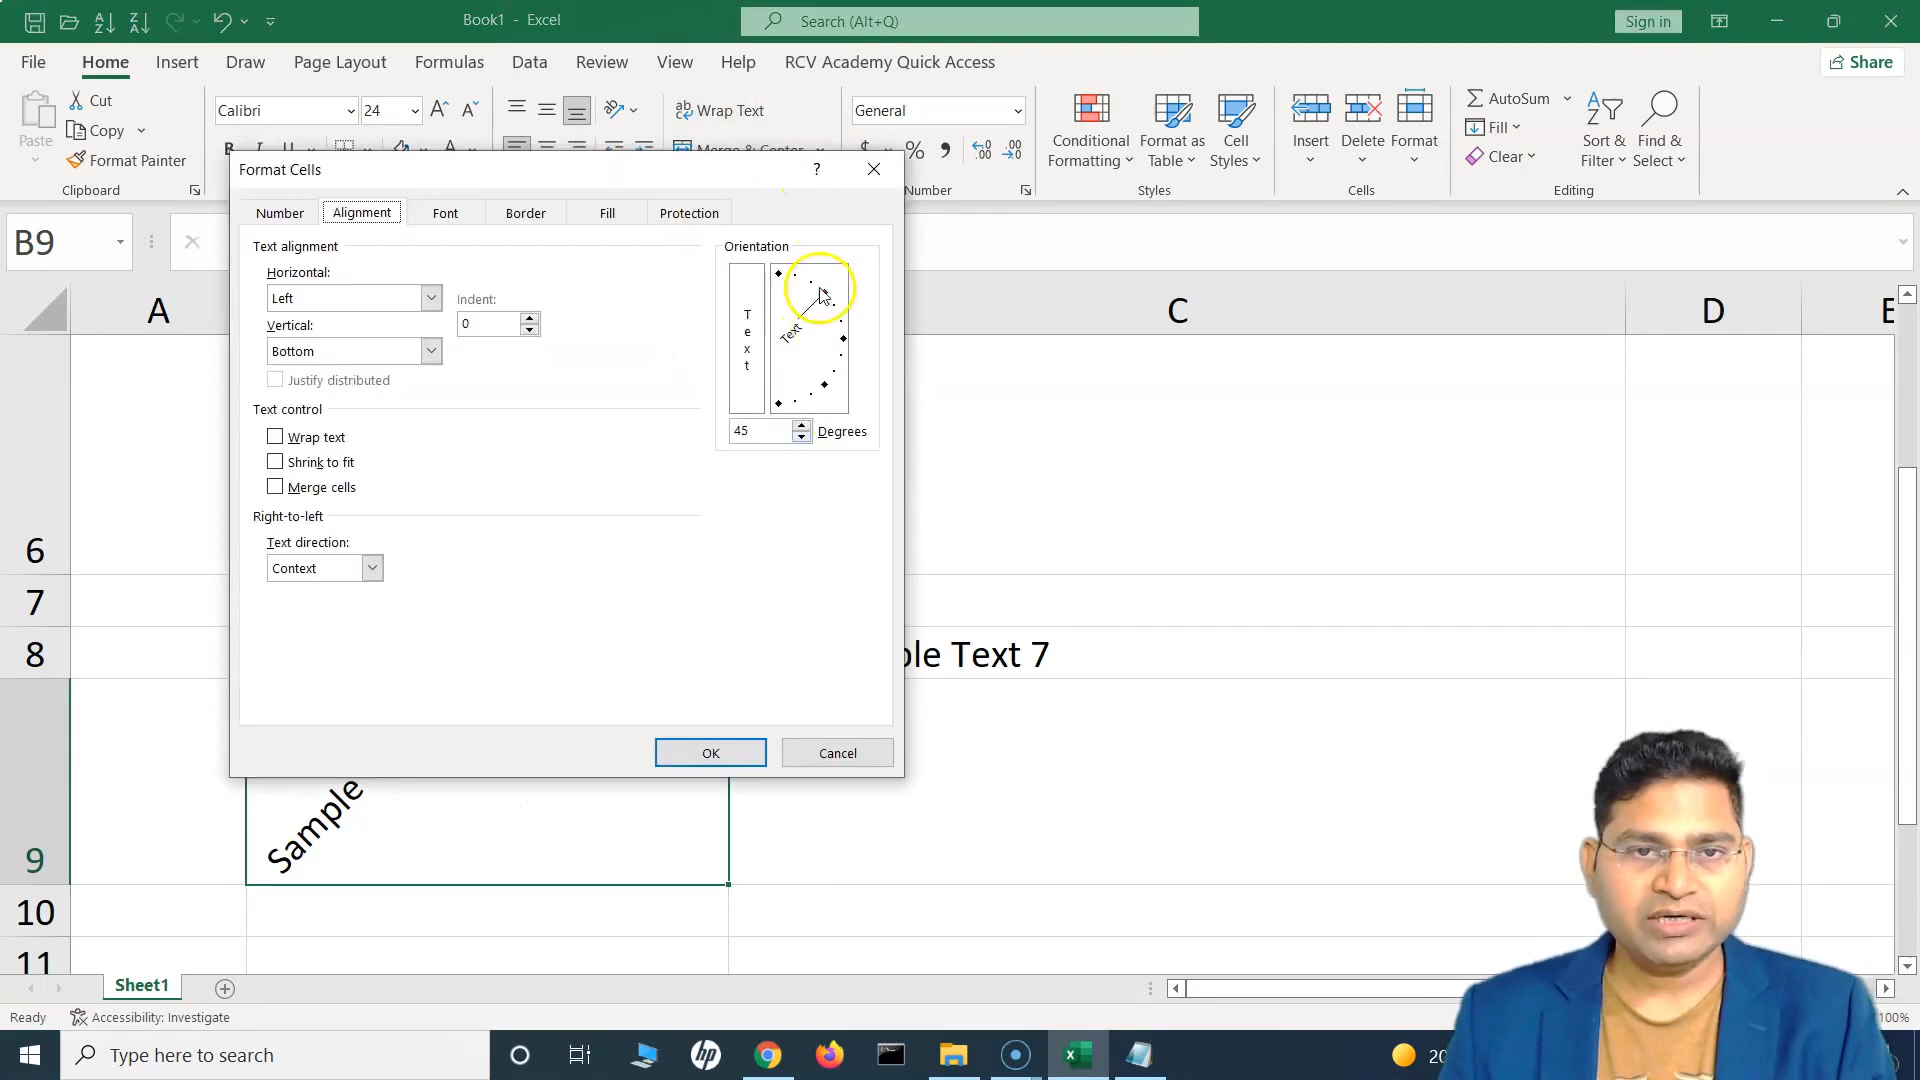 Book1 - Excel
Search (Alt+Q)
Sign in
File Home Insert Draw Page Layout Formulas Data Review View Help RCV Academy Quick Access
Share
Paste
Cut
Copy
Format Painter
Clipboard
Calibri
24
Wrap Text
Merge & Center
General
Number
Conditional Formatting
Format as Table
Cell Styles
Styles
Insert
Delete
Format
Cells
AutoSum
Fill
Clear
Sort & Filter
Find & Select
Editing
B9
Format Cells
Number Alignment Font Border Fill Protection
Text alignment
Horizontal:
Left
Indent:
0
Vertical:
Bottom
Justify distributed
Text control
Wrap text
Shrink to fit
Merge cells
Right-to-left
Text direction:
Context
Orientation
Text
Text
45
Degrees
OK
Cancel
A
C
D
E
6
7
8
ple Text 7
9
Sample
10
11
Sheet1
Ready
Accessibility: Investigate
100%
Type here to search
20